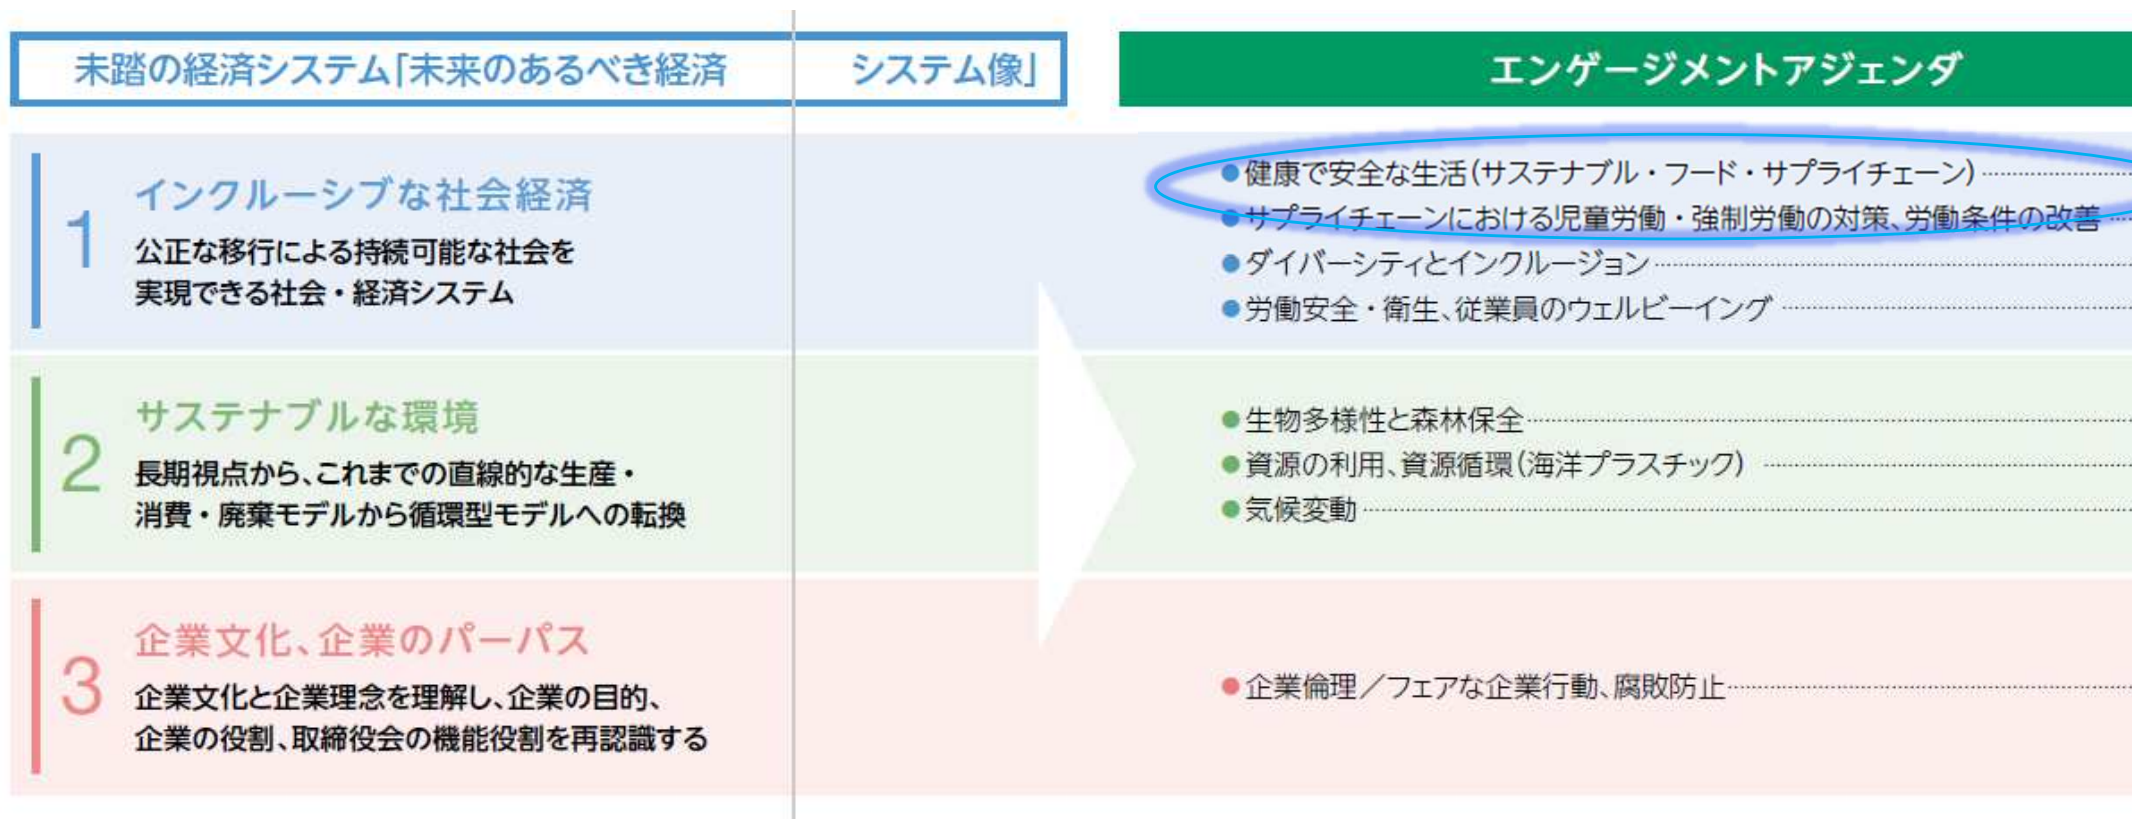 未踏の経済システム「未来のあるべき経済システム像」
エンゲージメントアジェンダ
1
インクルーシブな社会経済
公正な移行による持続可能な社会を
実現できる社会・経済システム
●健康で安全な生活(サステナブル・フード・サプライチェーン)
●サプライチェーンにおける児童労働・強制労働の対策、労働条件の改善
●ダイバーシティとインクルージョン
●労働安全・衛生、従業員のウェルビーイング
2
サステナブルな環境
長期視点から、これまでの直線的な生産・
消費・廃棄モデルから循環型モデルへの転換
●生物多様性と森林保全
●資源の利用、資源循環(海洋プラスチック)
●気候変動
3
企業文化、企業のパーパス
企業文化と企業理念を理解し、企業の目的、
企業の役割、取締役会の機能役割を再認識する
●企業倫理／フェアな企業行動、腐敗防止